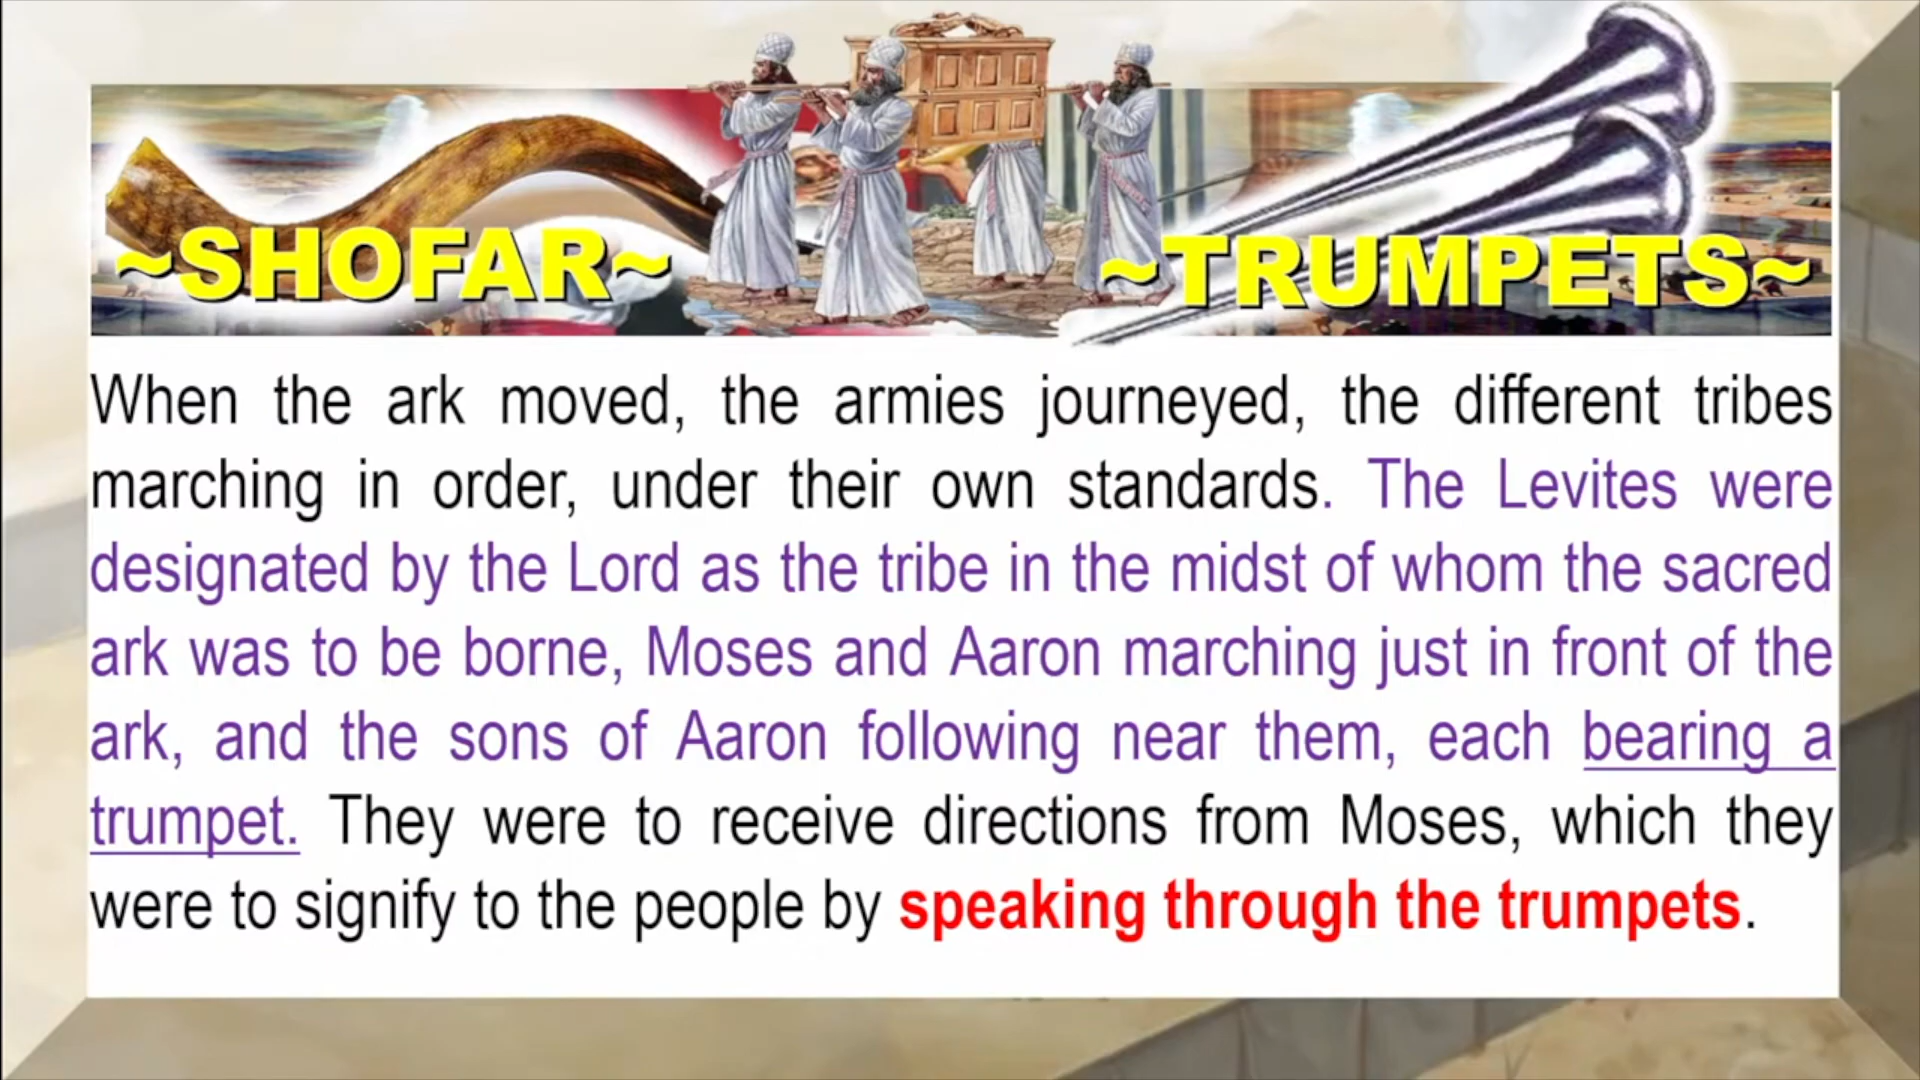 ~SHOFAR~
~TRUMPETS~
When the ark moved, the armies journeyed, the different tribes
marching in order, under their own standards. The Levites were
designated by the Lord as the tribe in the midst of whom the sacred
ark was to be borne, Moses and Aaron marching just in front of the
ark, and the sons of Aaron following near them, each bearing a
trumpet. They were to receive directions from Moses, which they
were to signify to the people by speaking through the trumpets.